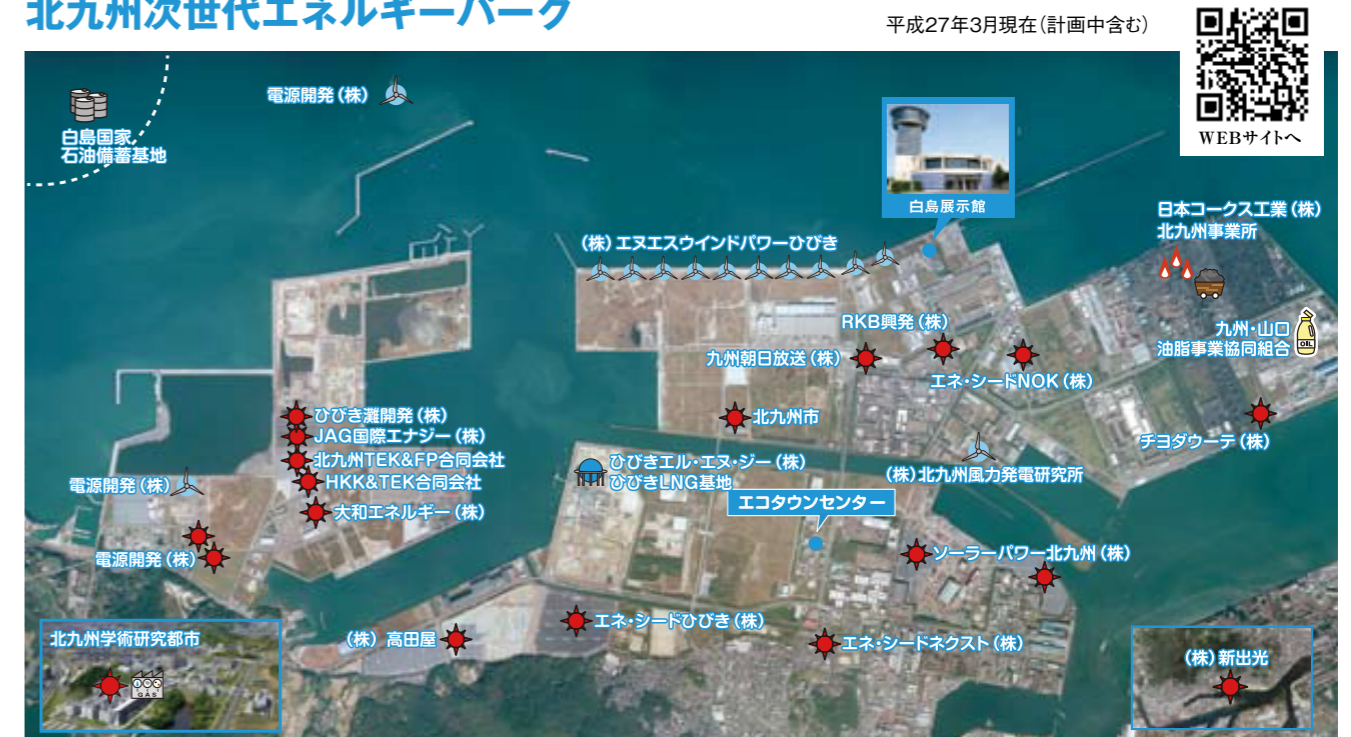 北九州次世代エネルギーパーク
平成27年3月現在（計画中含む）
WEBサイトへ
電源開発（株）
白島国家
石油備蓄基地
白島展示館
日本コークス工業（株）
北九州事業所
（株）エヌエスウインドパワーひびき
RKB興発（株）
九州・山口
油脂事業協同組合
OIL
九州朝日放送（株）
エネ・シードNOK（株）
ひびき灘開発（株）
北九州市
JAG国際エナジー（株）
チヨダウーテ（株）
北九州TEK&FP合同会社
ひびきエル・エヌ・ジー（株）
ひびきLNG基地
（株）北九州風力発電研究所
電源開発（株）
HKK&TEK合同会社
エコタウンセンター
大和エネルギー（株）
電源開発（株）
ソーラーパワー北九州（株）
エネ・シードひびき（株）
北九州学術研究都市
（株）高田屋
エネ・シードネクスト（株）
（株）新出光
GAS